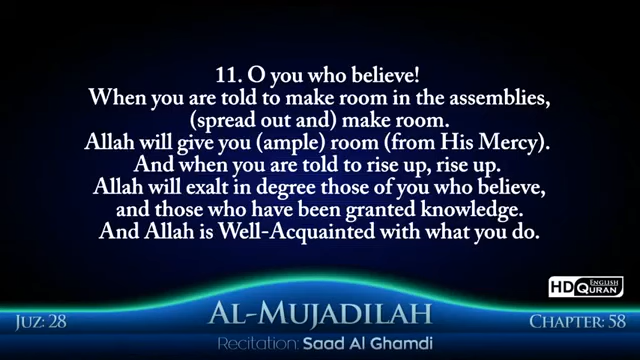 11. O you who believe!
When you are told to make room in the assemblies,
(spread out and) make room.
Allah will give you (ample) room (from His Mercy).
And when you are told to rise up, rise up.
Allah will exalt in degree those of you who believe,
and those who have been granted knowledge.
And Allah is Well-Acquainted with what you do.
HD ENGLISH QURAN
Juz: 28
Al-Mujadilah
Chapter: 58
Recitation: Saad Al Ghamdi